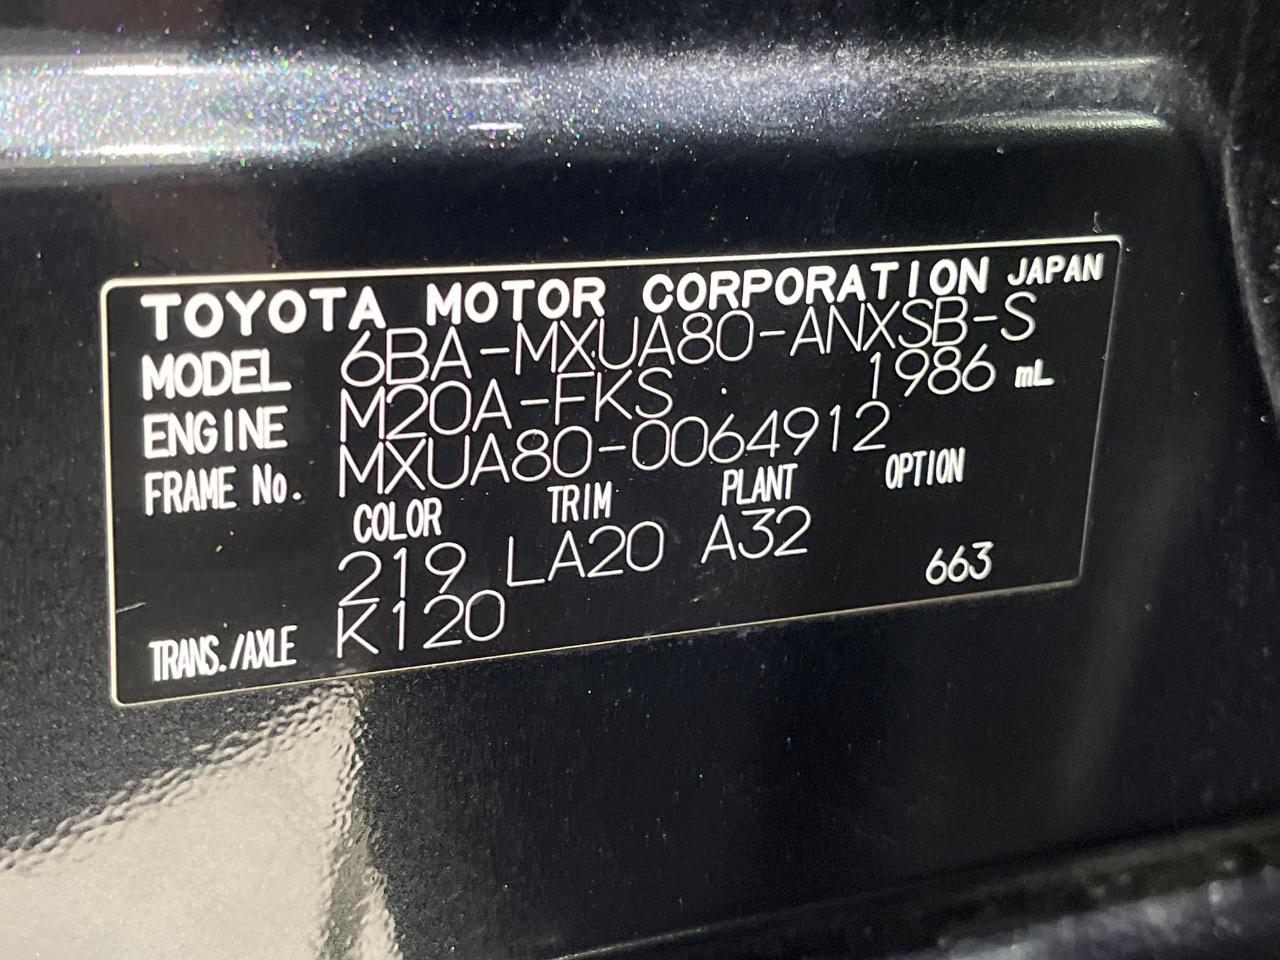 TOYOTA MOTOR CORPORATION JAPAN
MODEL 6BA-MXUA80-ANXSB-S
ENGINE M20A-FKS 1986 mL
FRAME No. MXUA80-0064912
COLOR TRIM PLANT OPTION
219 LA20 A32
TRANS./AXLE K120 663